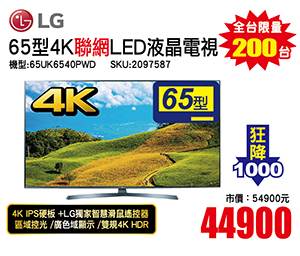 LG
全台限量
200台
65型4K聯網LED液晶電視
機型:65UK6540PWD SKU:2097587
4K
65型
狂降
1000
4K IPS硬板 +LG獨家智慧滑鼠遙控器
區域控光 /廣色域顯示 /雙規4K HDR
市價：54900元
44900